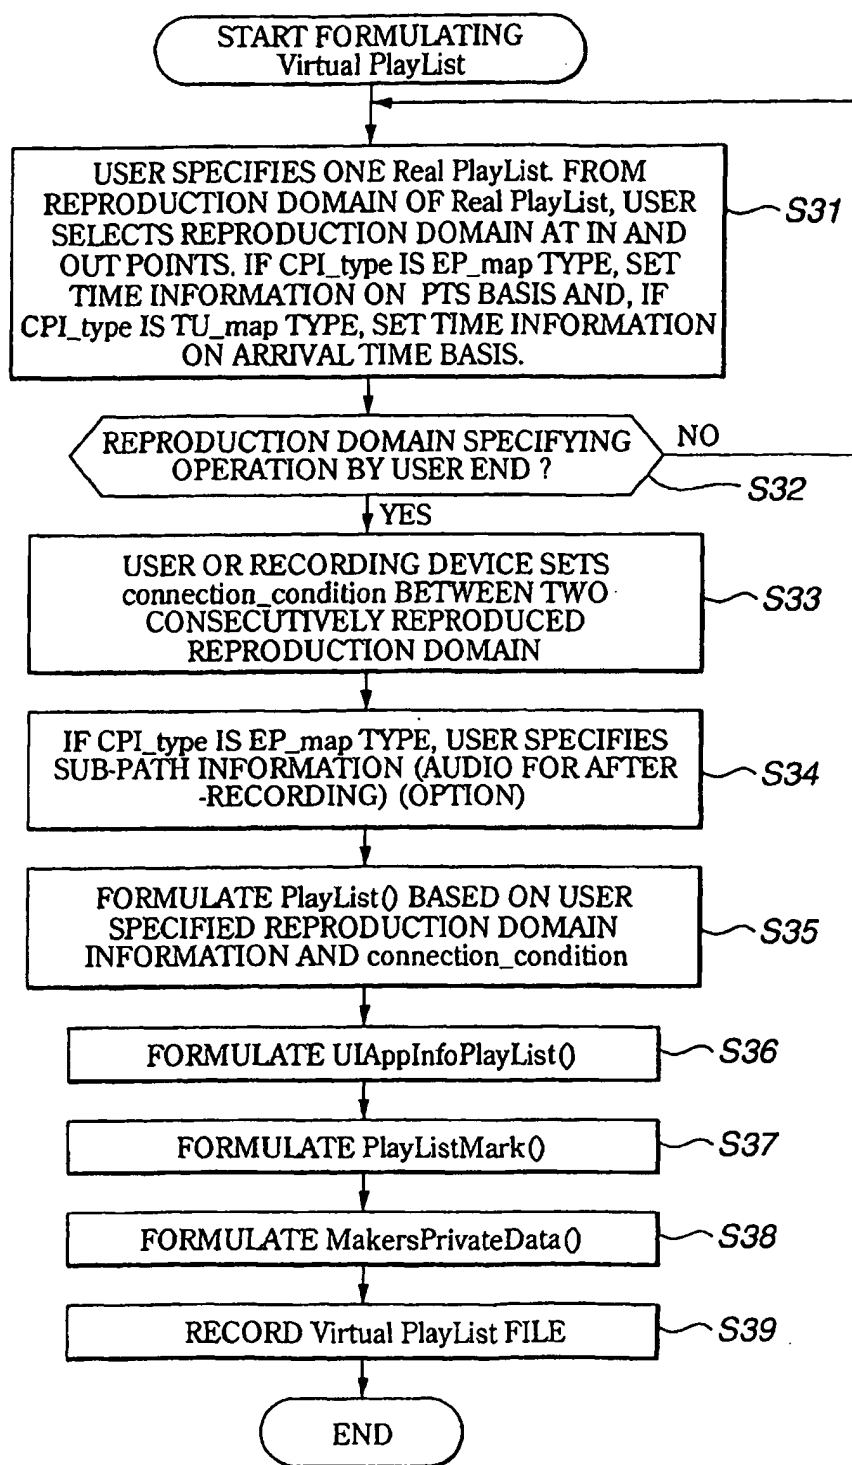 START FORMULATING
Virtual PlayList
USER SPECIFIES ONE Real PlayList. FROM
REPRODUCTION DOMAIN OF Real PlayList, USER
SELECTS REPRODUCTION DOMAIN AT IN AND
OUT POINTS. IF CPI_type IS EP_map TYPE, SET
TIME INFORMATION ON PTS BASIS AND, IF
CPI_type IS TU_map TYPE, SET TIME INFORMATION
ON ARRIVAL TIME BASIS.
S31
REPRODUCTION DOMAIN SPECIFYING
OPERATION BY USER END ?
NO
S32
YES
USER OR RECORDING DEVICE SETS
connection_condition BETWEEN TWO
CONSECUTIVELY REPRODUCED
REPRODUCTION DOMAIN
S33
IF CPI_type IS EP_map TYPE, USER SPECIFIES
SUB-PATH INFORMATION (AUDIO FOR AFTER
-RECORDING) (OPTION)
S34
FORMULATE PlayList() BASED ON USER
SPECIFIED REPRODUCTION DOMAIN
INFORMATION AND connection_condition
S35
FORMULATE UIAppInfoPlayList()
S36
FORMULATE PlayListMark()
S37
FORMULATE MakersPrivateData()
S38
RECORD Virtual PlayList FILE
S39
END